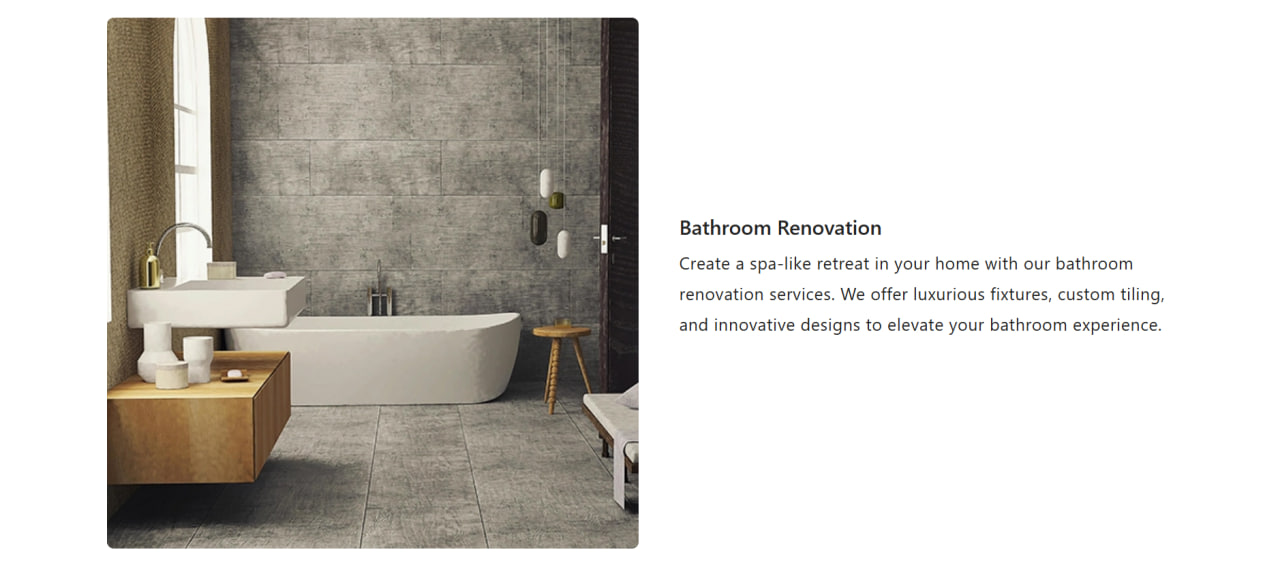 Bathroom Renovation
Create a spa-like retreat in your home with our bathroom
renovation services. We offer luxurious fixtures, custom tiling,
and innovative designs to elevate your bathroom experience.